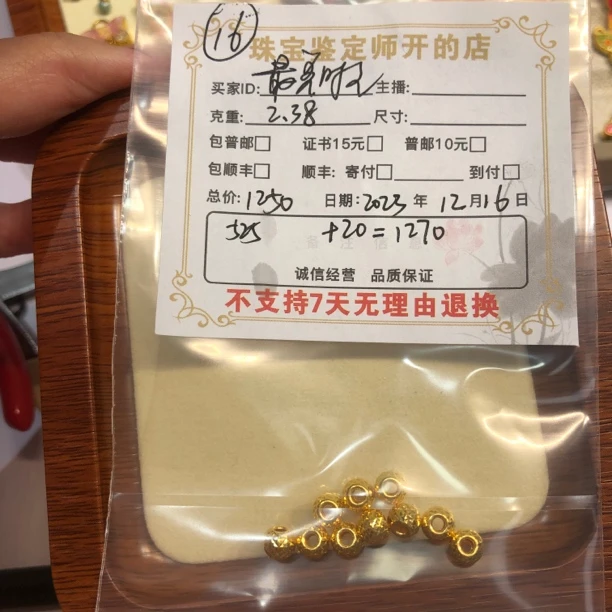 16
珠宝鉴定师开的店
买家ID: 主播:
克重: 2.38 尺寸:
包普邮□ 证书15元□ 普邮10元□
包顺丰□ 顺丰: 寄付□ 到付□
总价: 1250 日期: 2023 年 12 月 16 日
525 +20=1270
诚信经营 品质保证
不支持7天无理由退换